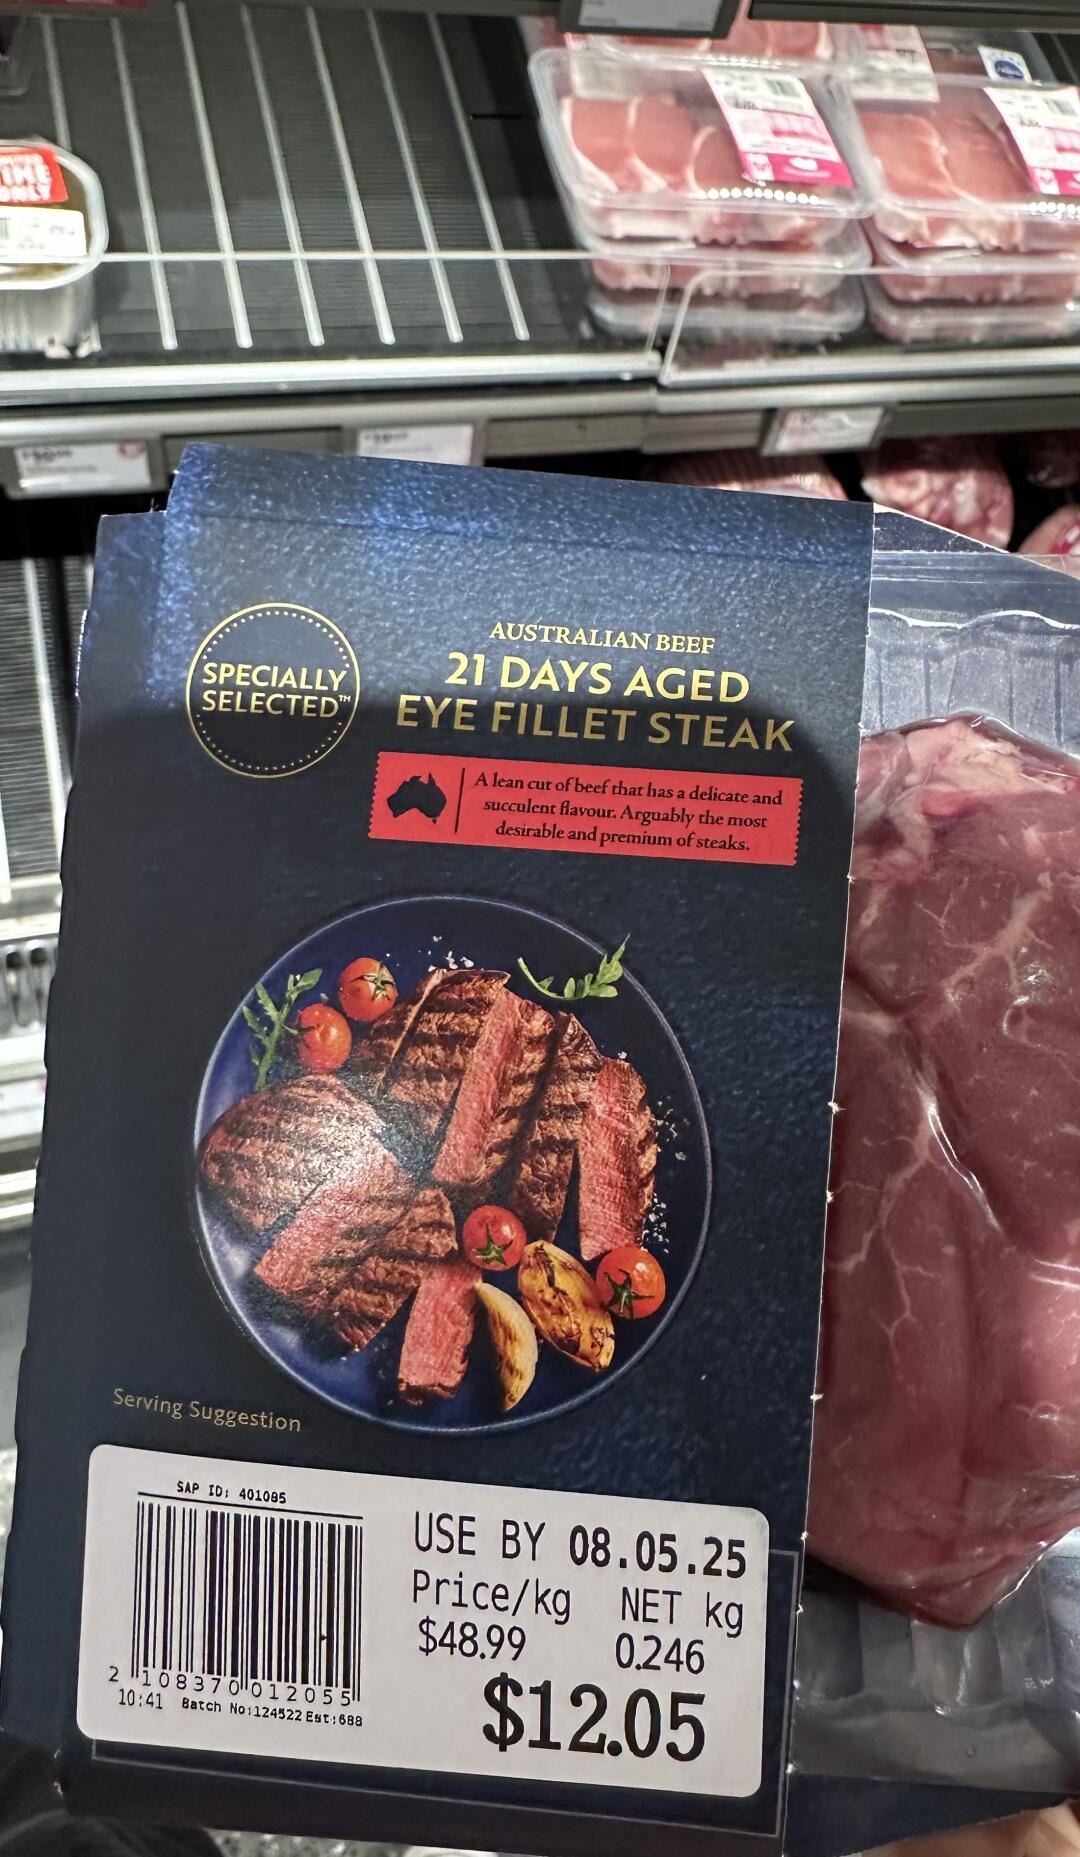 TIME
ONLY
SPECIALLY
SELECTED™
AUSTRALIAN BEEF
21 DAYS AGED
EYE FILLET STEAK
A lean cut of beef that has a delicate and
succulent flavour. Arguably the most
desirable and premium of steaks.
Serving Suggestion
SAP ID: 401085
2 108370 012055
10:41 Batch No:124522 Est:688
USE BY 08.05.25
Price/kg NET kg
$48.99 0.246
$12.05